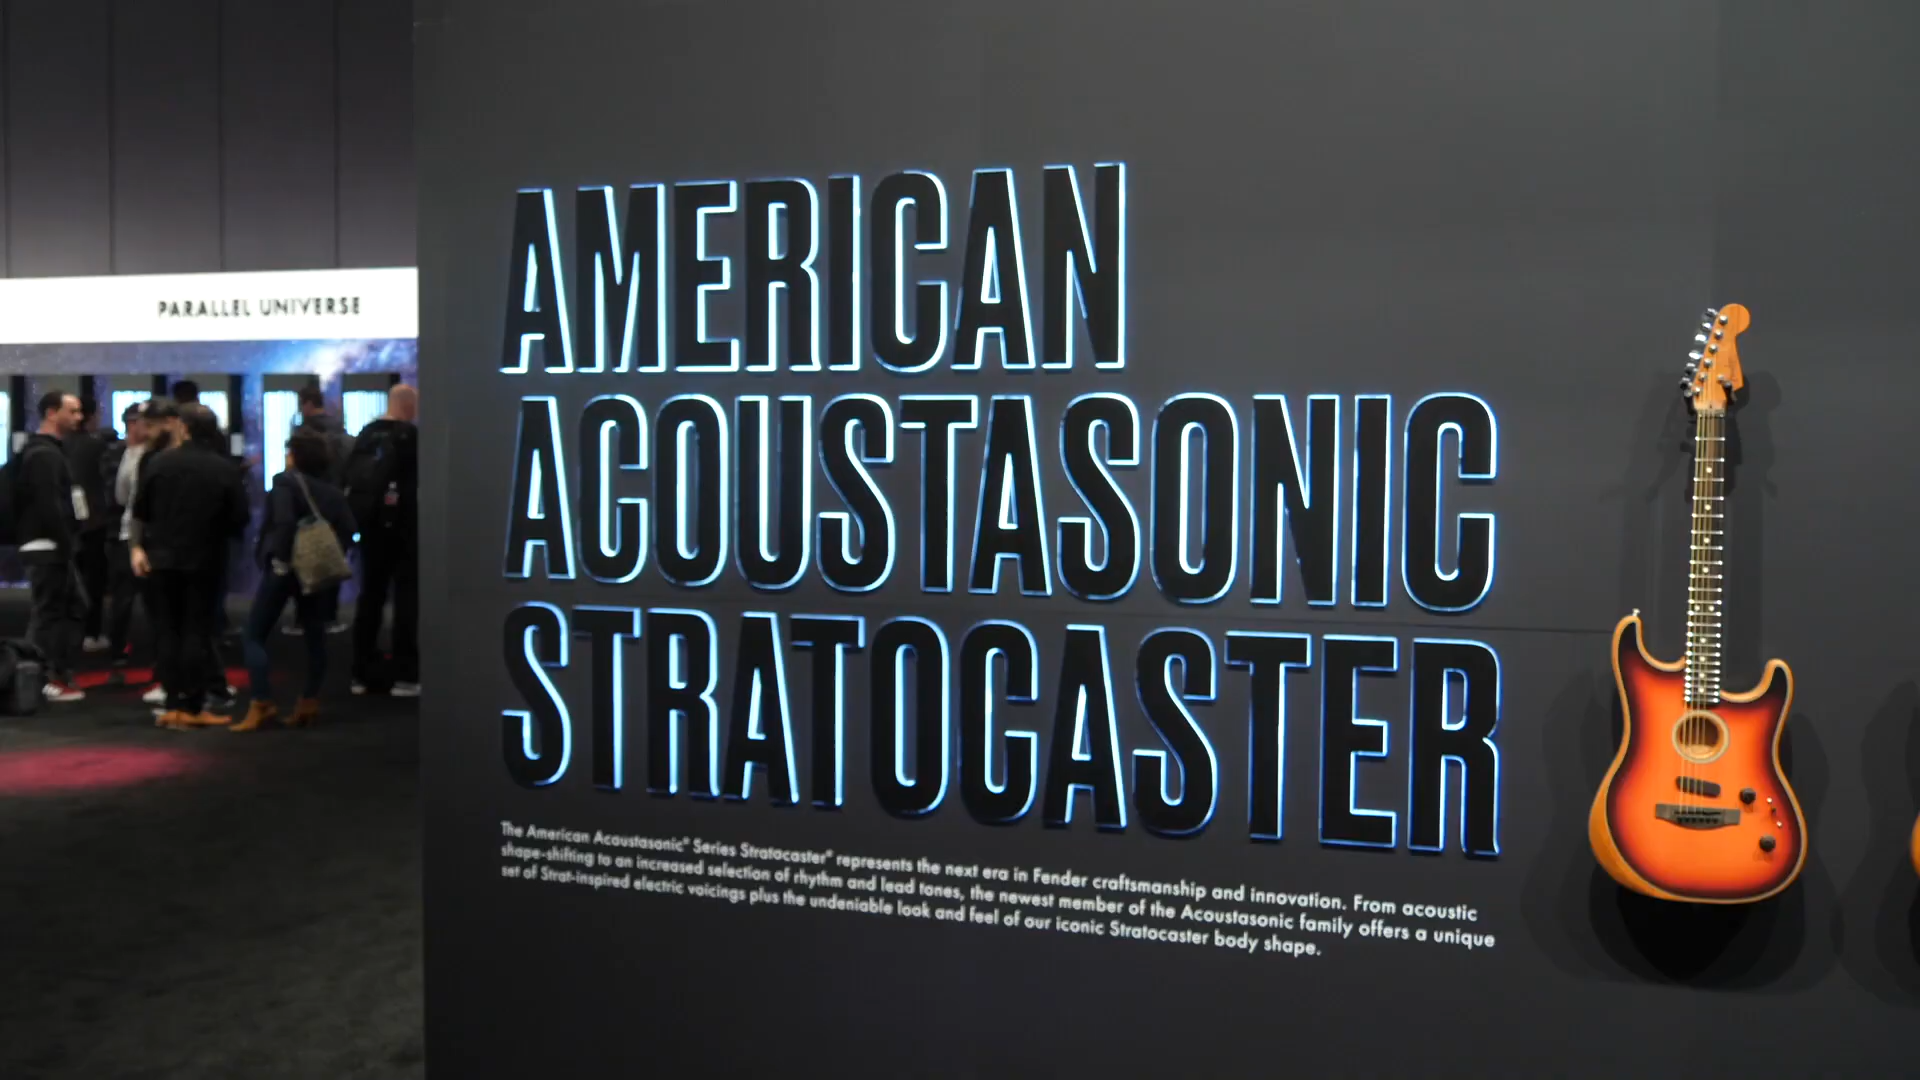 PARALLEL UNIVERSE
AMERICAN
ACOUSTASONIC
STRATOCASTER
The American Acoustasonic® Series Stratocaster® represents the next era in Fender craftsmanship and innovation. From acoustic
shape-shifting to an increased selection of rhythm and lead tones, the newest member of the Acoustasonic family offers a unique
set of Strat-inspired electric voicings plus the undeniable look and feel of our iconic Stratocaster body shape.